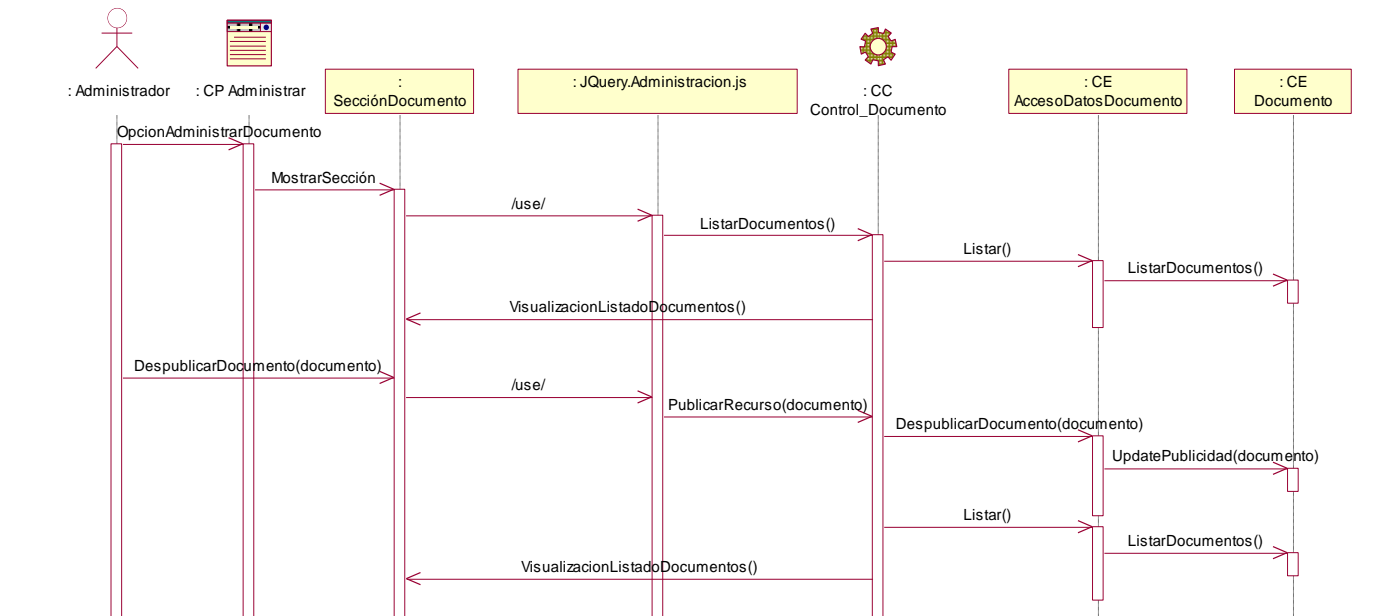 : Administrador
: CP Administrar
:
SecciónDocumento
: JQuery.Administracion.js
: CC
Control_Documento
: CE
AccesoDatosDocumento
: CE
Documento
OpcionAdministrarDocumento
MostrarSección
/use/
ListarDocumentos()
Listar()
ListarDocumentos()
VisualizacionListadoDocumentos()
DespublicarDocumento(documento)
/use/
PublicarRecurso(documento)
DespublicarDocumento(documento)
UpdatePublicidad(documento)
Listar()
ListarDocumentos()
VisualizacionListadoDocumentos()